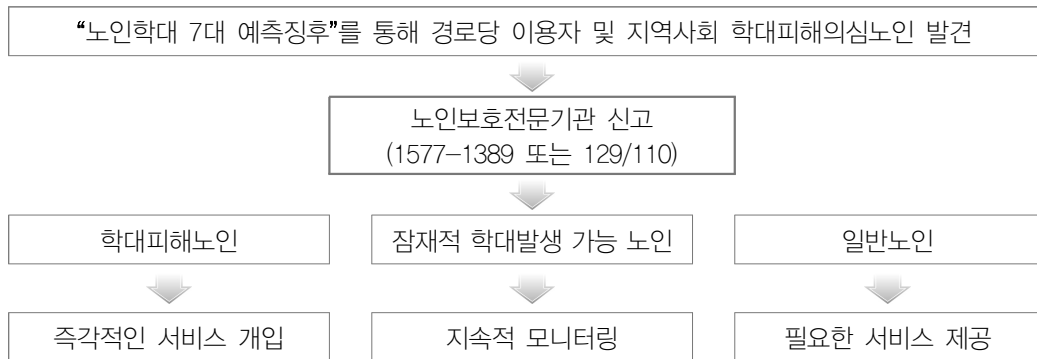 “노인학대 7대 예측징후”를 통해 경로당 이용자 및 지역사회 학대피해의심노인 발견
노인보호전문기관 신고
(1577-1389 또는 129/110)
학대피해노인
잠재적 학대발생 가능 노인
일반노인
즉각적인 서비스 개입
지속적 모니터링
필요한 서비스 제공